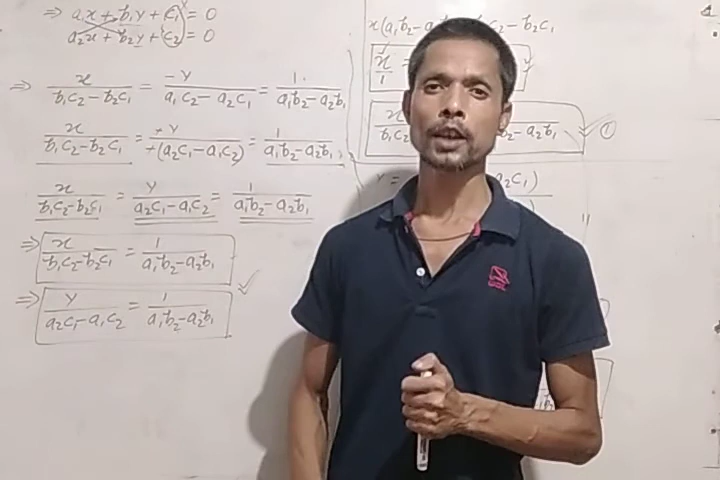 ⇒ a₁x + b₁y + c₁ = 0
a₂x + b₂y + c₂ = 0
⇒ x/(b₁c₂ - b₂c₁) = -y/(a₁c₂ - a₂c₁) = 1/(a₁b₂ - a₂b₁)
x/(b₁c₂ - b₂c₁) = -y/-(a₂c₁ - a₁c₂) = 1/(a₁b₂ - a₂b₁)
x/(b₁c₂ - b₂c₁) = y/(a₂c₁ - a₁c₂) = 1/(a₁b₂ - a₂b₁)
⇒ x/(b₁c₂ - b₂c₁) = 1/(a₁b₂ - a₂b₁)
⇒ y/(a₂c₁ - a₁c₂) = 1/(a₁b₂ - a₂b₁)
x(a₁b₂ - c₂ - b₂c₁
x/1 =
x/b₁c₂ b₂ - a₂b₁ ①
y = a₂c₁)